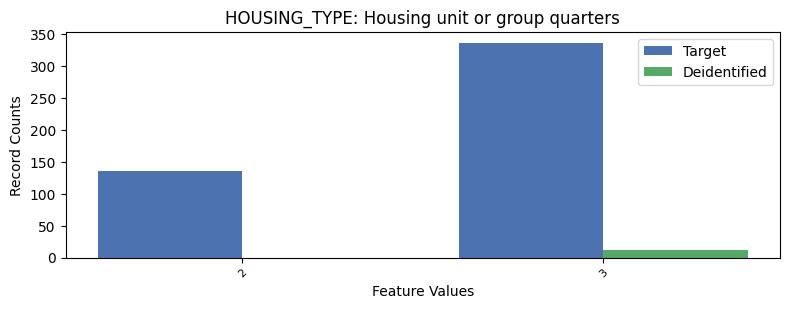 HOUSING_TYPE: Housing unit or group quarters
Target
Deidentified
Record Counts
350
300
250
200
150
100
50
0
2
3
Feature Values